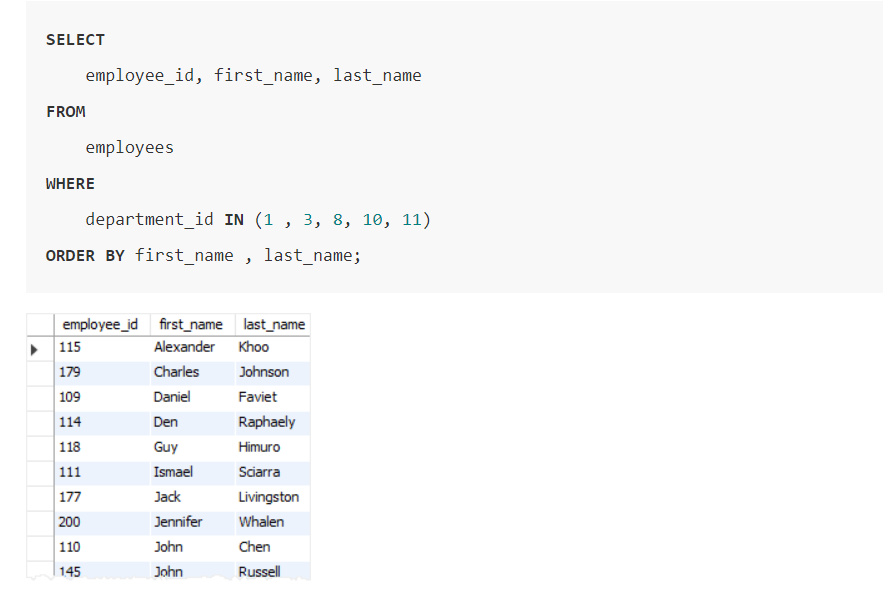 SELECT
employee_id, first_name, last_name
FROM
employees
WHERE
department_id IN (1 , 3, 8, 10, 11)
ORDER BY first_name , last_name;
employee_id first_name last_name
115 Alexander Khoo
179 Charles Johnson
109 Daniel Faviet
114 Den Raphaely
118 Guy Himuro
111 Ismael Sciarra
177 Jack Livingston
200 Jennifer Whalen
110 John Chen
145 John Russell